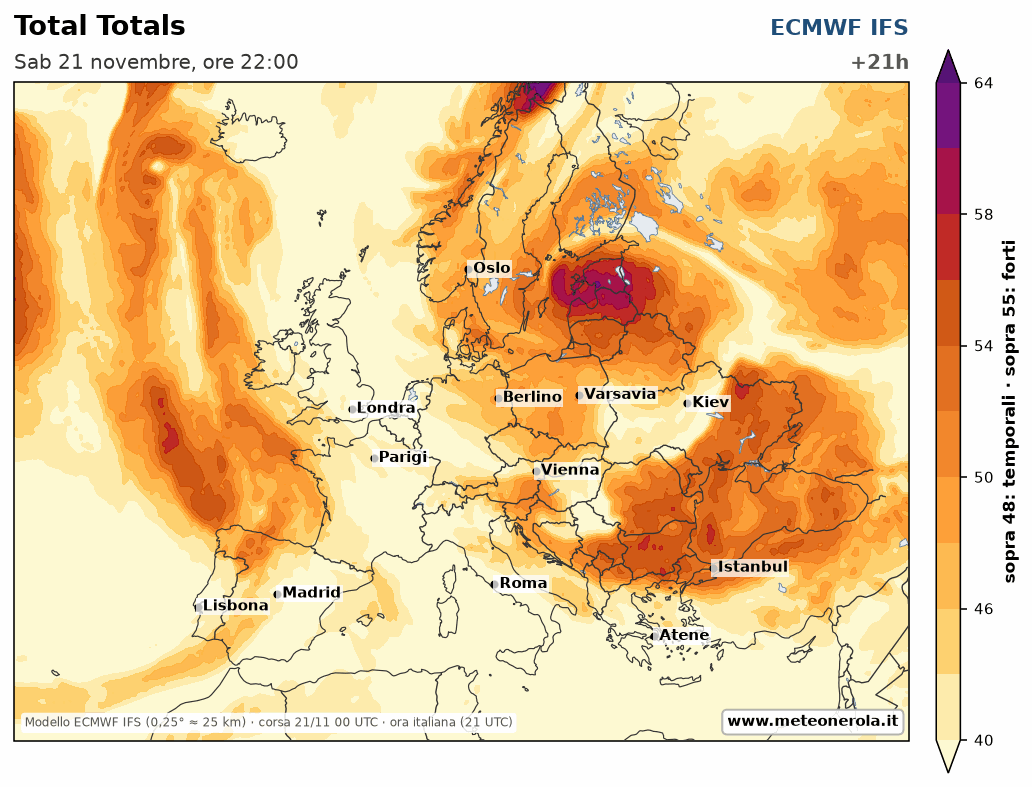 Total Totals
ECMWF IFS
Sab 21 novembre, ore 22:00
+21h
64
58
54
50
46
40
sopra 48: temporali · sopra 55: forti
Oslo
Berlino
Varsavia
Kiev
Londra
Parigi
Vienna
Istanbul
Roma
Madrid
Lisbona
Atene
Modello ECMWF IFS (0,25° ≈ 25 km) · corsa 21/11 00 UTC · ora italiana (21 UTC)
www.meteonerola.it